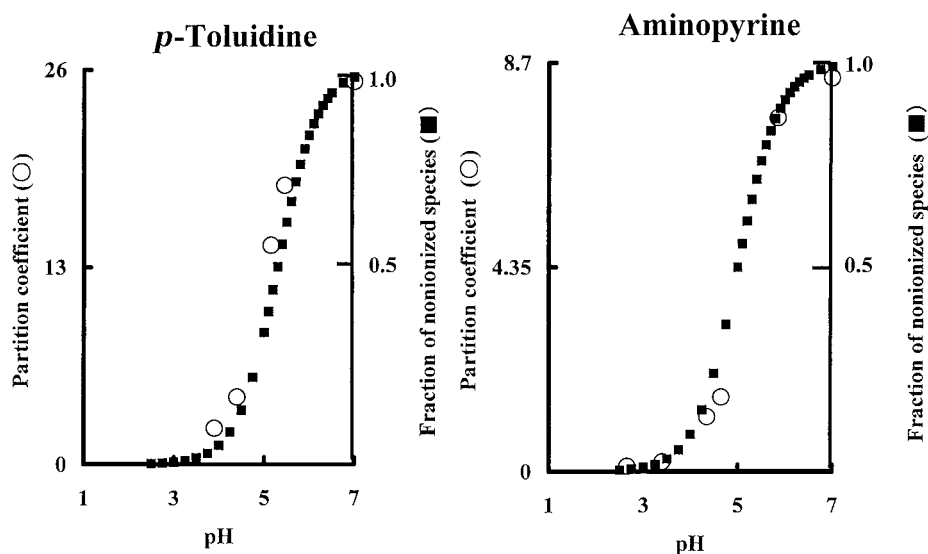 p-Toluidine
26
13
0
1.0
0.5
1 3 5 7
pH
Partition coefficient (○)
Fraction of nonionized species (■)
Aminopyrine
8.7
4.35
0
1.0
0.5
1 3 5 7
pH
Partition coefficient (○)
Fraction of nonionized species (■)